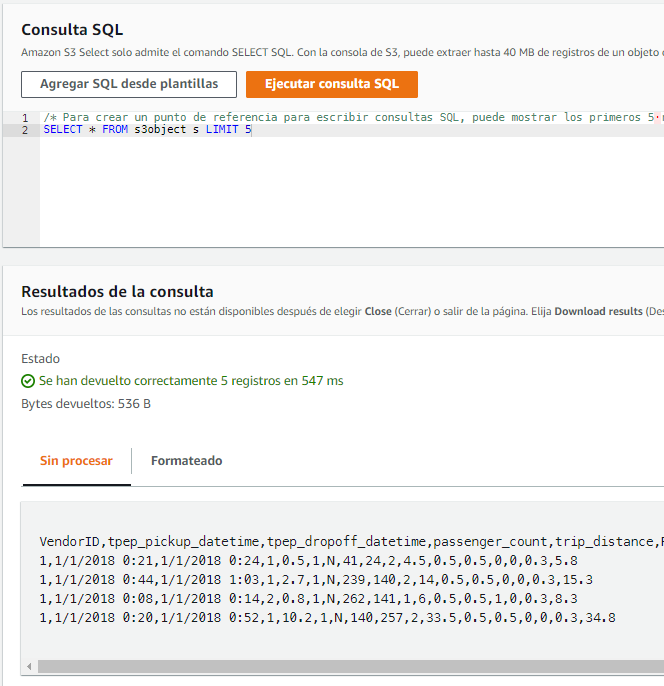 Consulta SQL
Amazon S3 Select solo admite el comando SELECT SQL. Con la consola de S3, puede extraer hasta 40 MB de registros de un objeto
Agregar SQL desde plantillas
Ejecutar consulta SQL
1 /* Para crear un punto de referencia para escribir consultas SQL, puede mostrar los primeros 5
2 SELECT * FROM s3object s LIMIT 5
Resultados de la consulta
Los resultados de las consultas no están disponibles después de elegir Close (Cerrar) o salir de la página. Elija Download results (Des
Estado
Se han devuelto correctamente 5 registros en 547 ms
Bytes devueltos: 536 B
Sin procesar
Formateado
VendorID,tpep_pickup_datetime,tpep_dropoff_datetime,passenger_count,trip_distance,
1,1/1/2018 0:21,1/1/2018 0:24,1,0.5,1,N,41,24,2,4.5,0.5,0.5,0,0,0.3,5.8
1,1/1/2018 0:44,1/1/2018 1:03,1,2.7,1,N,239,140,2,14,0.5,0.5,0,0,0.3,15.3
1,1/1/2018 0:08,1/1/2018 0:14,2,0.8,1,N,262,141,1,6,0.5,0.5,1,0,0.3,8.3
1,1/1/2018 0:20,1/1/2018 0:52,1,10.2,1,N,140,257,2,33.5,0.5,0.5,0,0,0.3,34.8